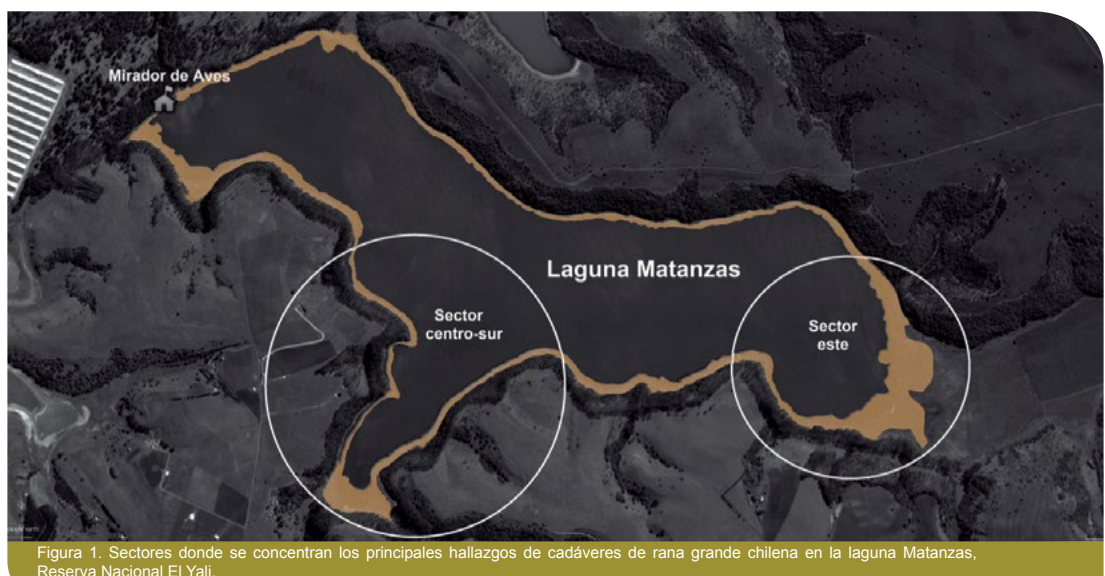 Mirador de Aves
Laguna Matanzas
Sector
centro-sur
Sector
este
Figura 1. Sectores donde se concentran los principales hallazgos de cadáveres de rana grande chilena en la laguna Matanzas,
Reserva Nacional El Yali.